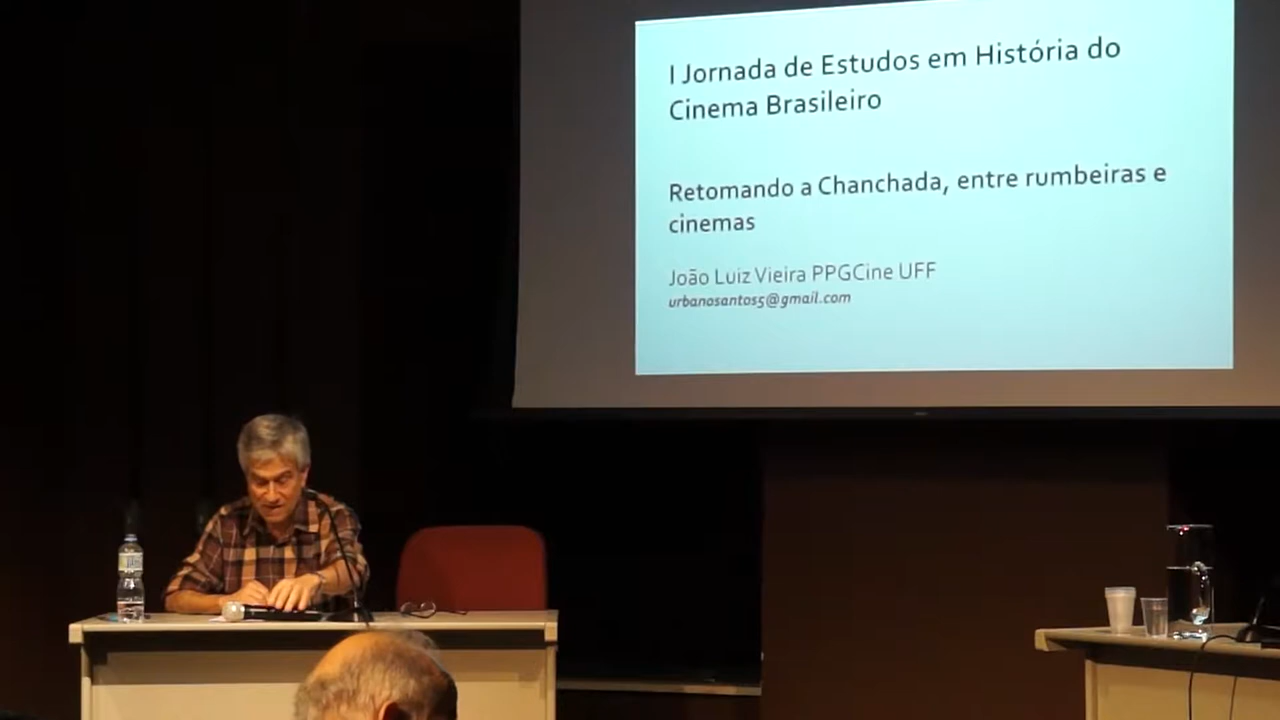 I Jornada de Estudos em História do
Cinema Brasileiro
Retomando a Chanchada, entre rumbeiras e
cinemas
João Luiz Vieira PPGCine UFF
urbanosantos5@gmail.com